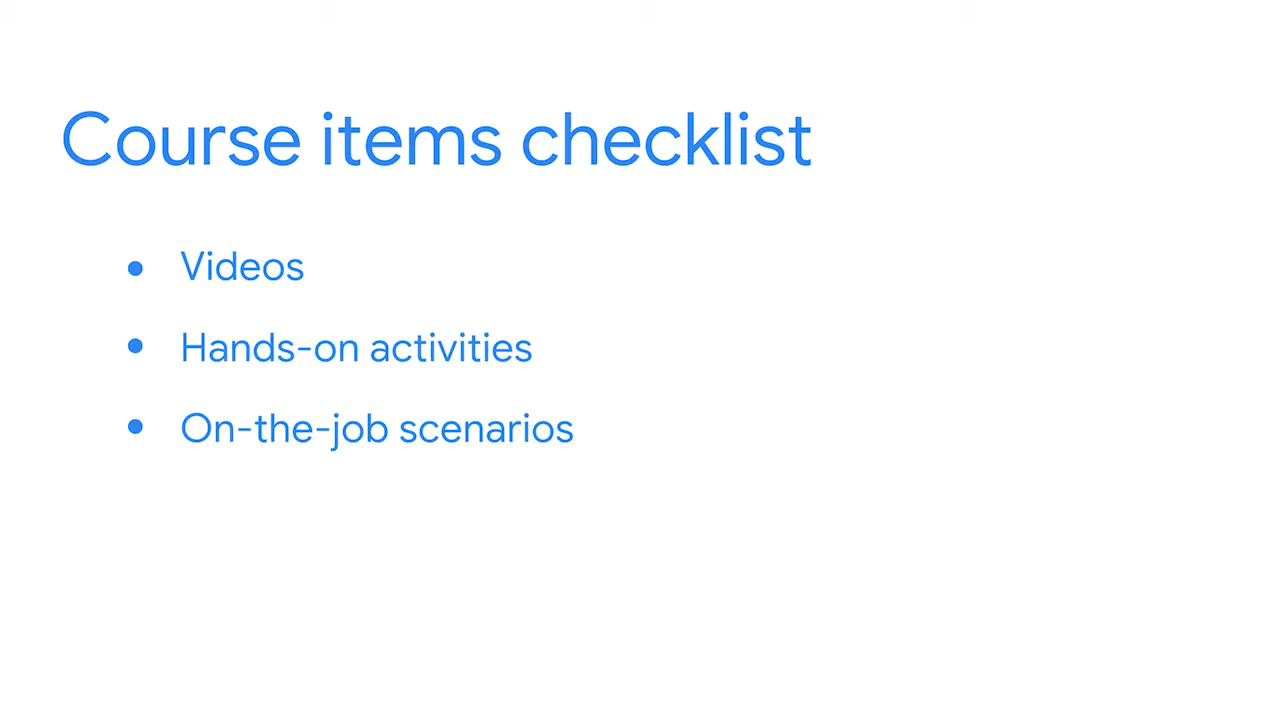 Course items checklist
• Videos
• Hands-on activities
• On-the-job scenarios